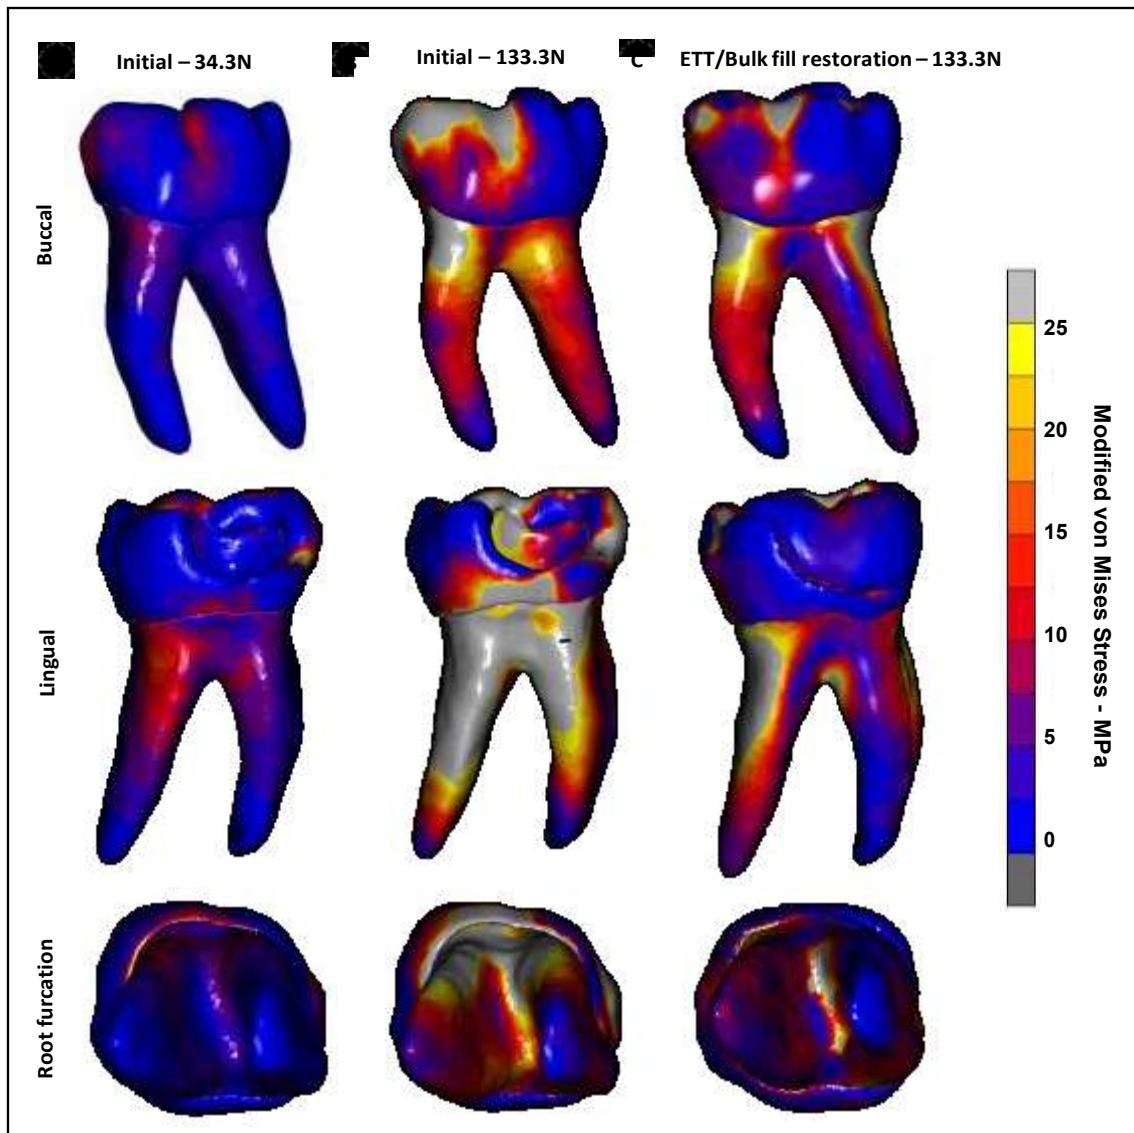 Initial – 34.3N
Initial – 133.3N
C ETT/Bulk fill restoration – 133.3N
Buccal
Lingual
Root furcation
25
20
15
10
5
0
Modified von Mises Stress - MPa